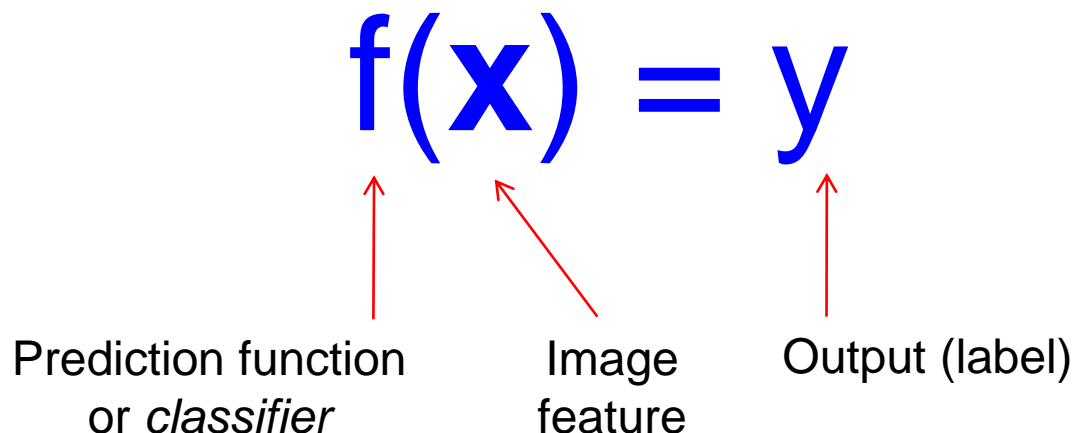 f(x) = y
Prediction function
or classifier
Image
feature
Output (label)